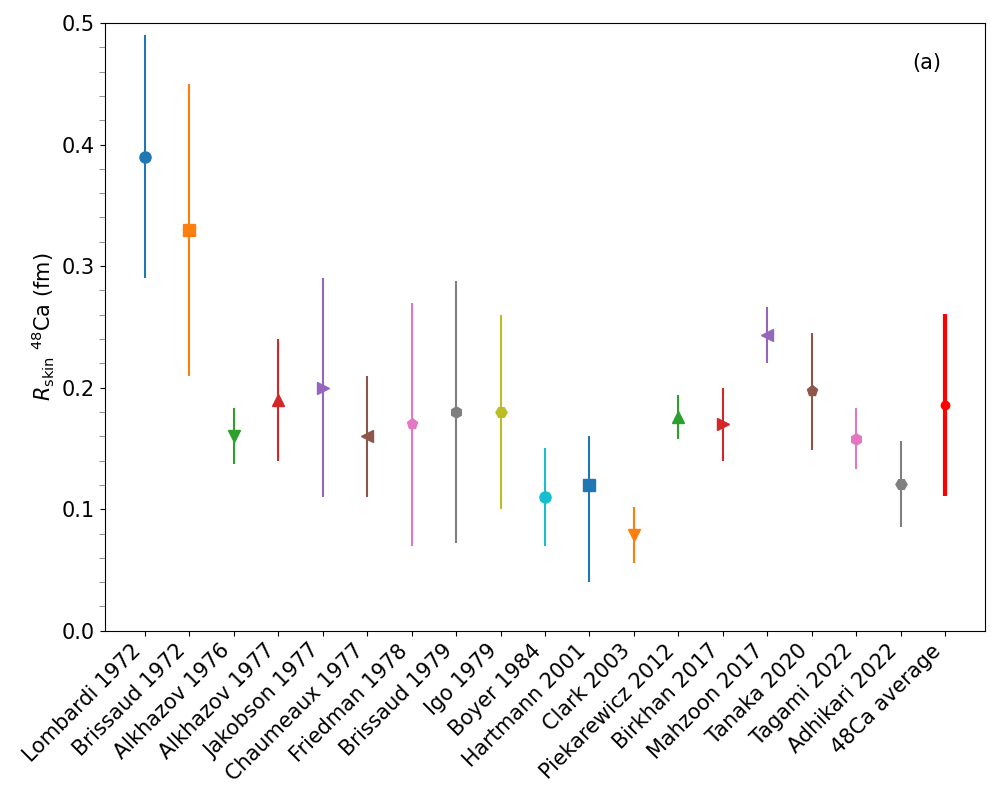 (a)
R_skin ⁴⁸Ca (fm)
0.5
0.4
0.3
0.2
0.1
0.0
Lombardi 1972
Brissaud 1972
Alkhazov 1976
Alkhazov 1977
Jakobson 1977
Chaumeaux 1977
Friedman 1978
Brissaud 1979
Igo 1979
Boyer 1984
Hartmann 2001
Clark 2003
Piekarewicz 2012
Birkhan 2017
Mahzoon 2017
Tanaka 2020
Tagami 2022
Adhikari 2022
48Ca average